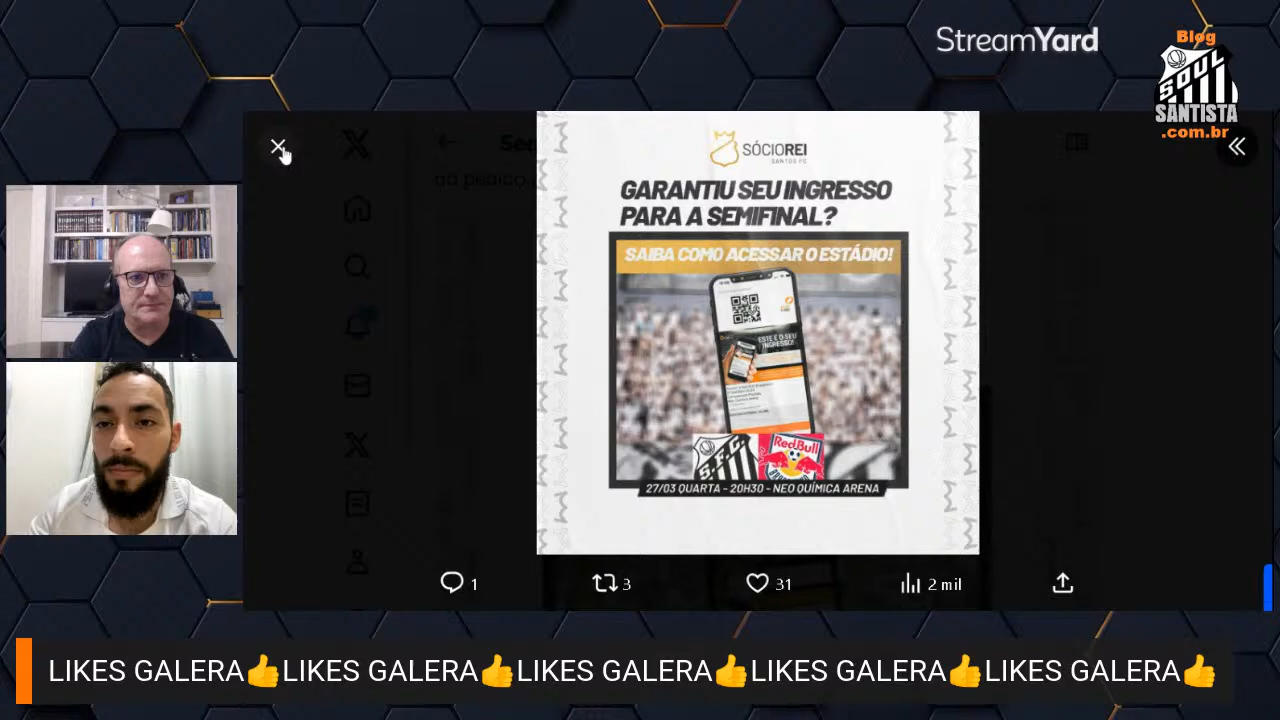 StreamYard
Blog
SOUL
SANTISTA
.com.br
SÓCIOREI
SANTOS FC
GARANTIU SEU INGRESSO
PARA A SEMIFINAL?
SAIBA COMO ACESSAR O ESTÁDIO!
ESTE É O SEU
INGRESSO!
S.F.C
RedBull
27/03 QUARTA - 20H30 - NEO QUÍMICA ARENA
1
3
31
2 mil
LIKES GALERA👍LIKES GALERA👍LIKES GALERA👍LIKES GALERA👍LIKES GALERA👍